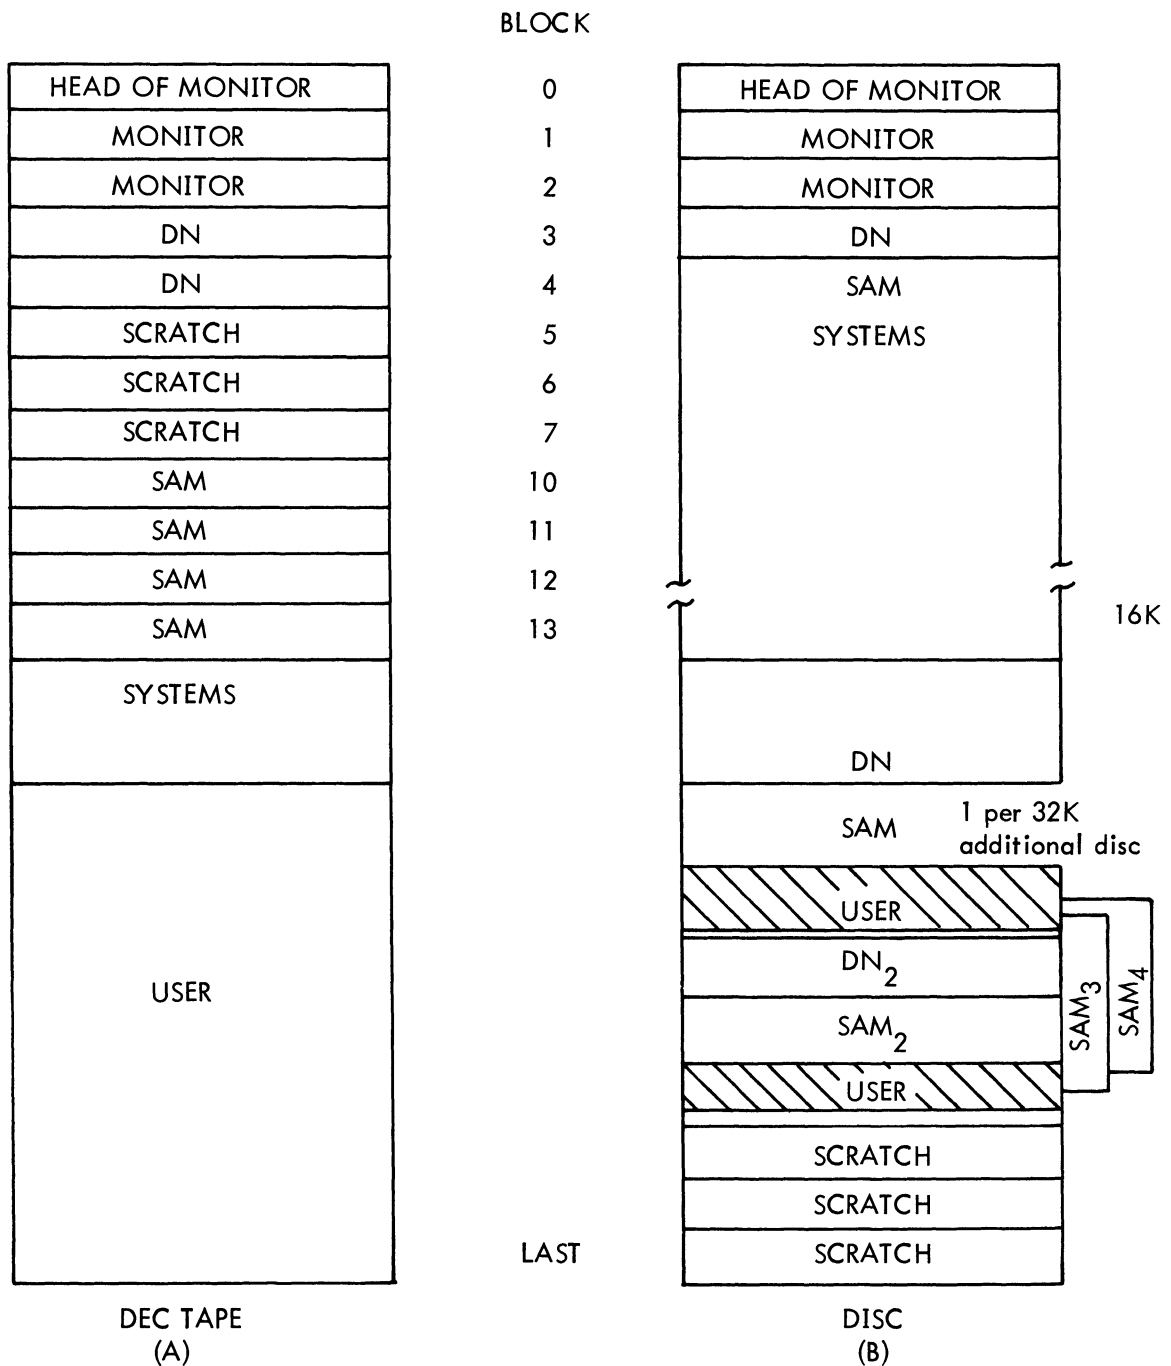 BLOCK
HEAD OF MONITOR 0 HEAD OF MONITOR
MONITOR 1 MONITOR
MONITOR 2 MONITOR
DN 3 DN
DN 4 SAM
SCRATCH 5 SYSTEMS
SCRATCH 6
SCRATCH 7
SAM 10
SAM 11
SAM 12
SAM 13
16K
SYSTEMS
DN
SAM
1 per 32K
additional disc
USER
DN2
SAM2
SAM3
SAM4
USER
USER
SCRATCH
SCRATCH
LAST SCRATCH
DEC TAPE DISC
(A) (B)